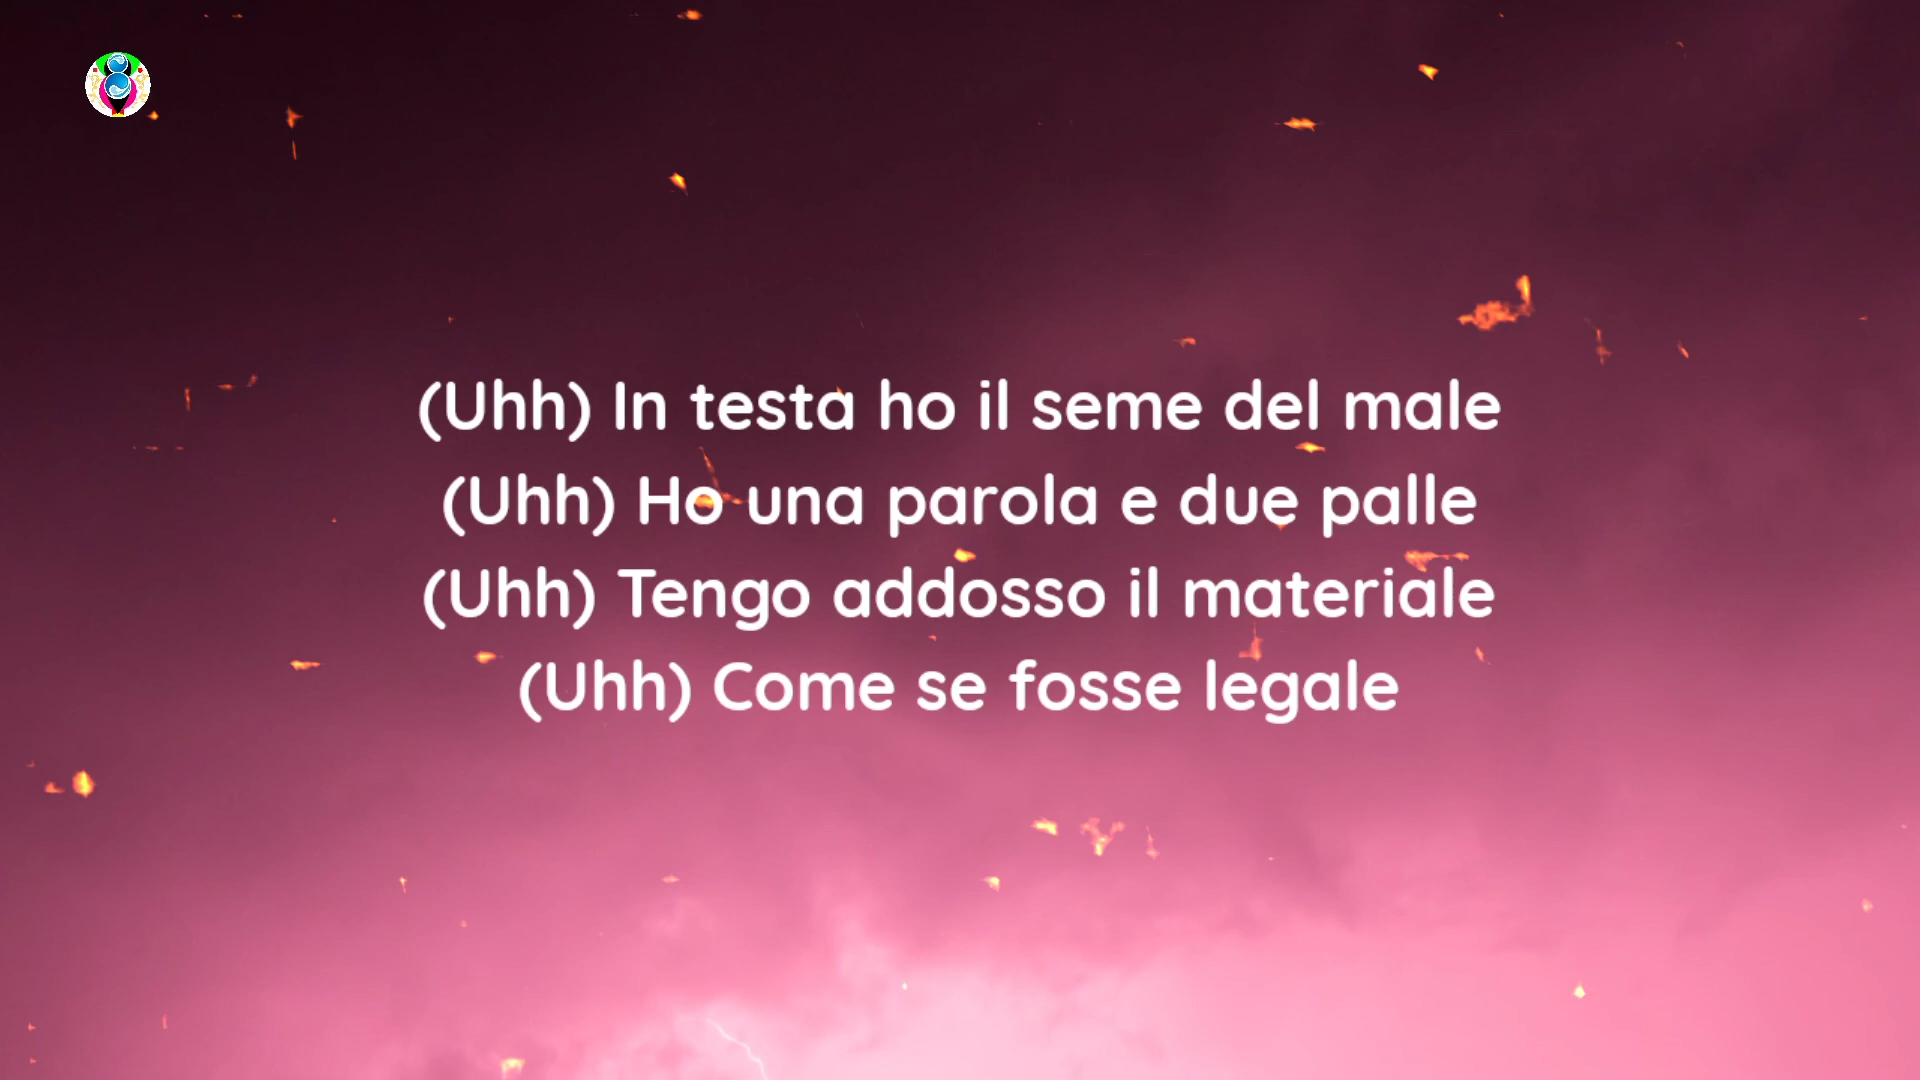 (Uhh) In testa ho il seme del male
(Uhh) Ho una parola e due palle
(Uhh) Tengo addosso il materiale
(Uhh) Come se fosse legale